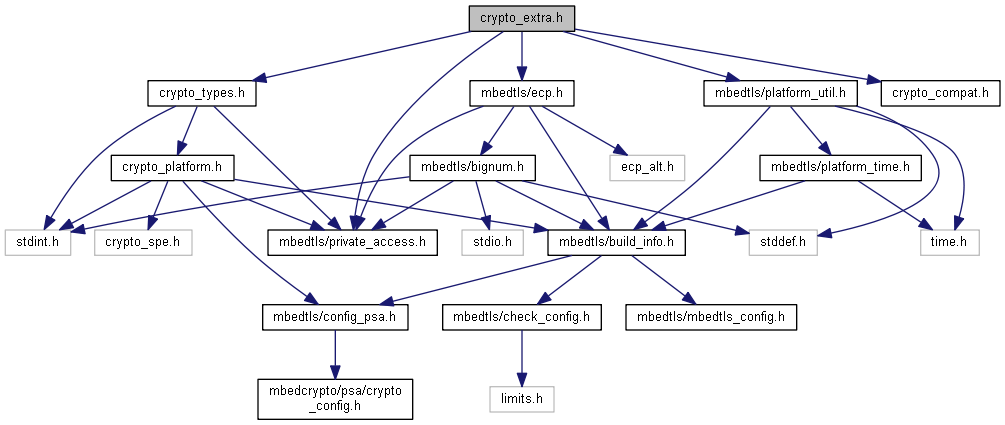 crypto_extra.h
crypto_types.h
mbedtls/ecp.h
mbedtls/platform_util.h
crypto_compat.h
crypto_platform.h
mbedtls/bignum.h
ecp_alt.h
mbedtls/platform_time.h
stdint.h
crypto_spe.h
mbedtls/private_access.h
stdio.h
mbedtls/build_info.h
stddef.h
time.h
mbedtls/config_psa.h
mbedtls/check_config.h
mbedtls/mbedtls_config.h
mbedcrypto/psa/crypto
_config.h
limits.h